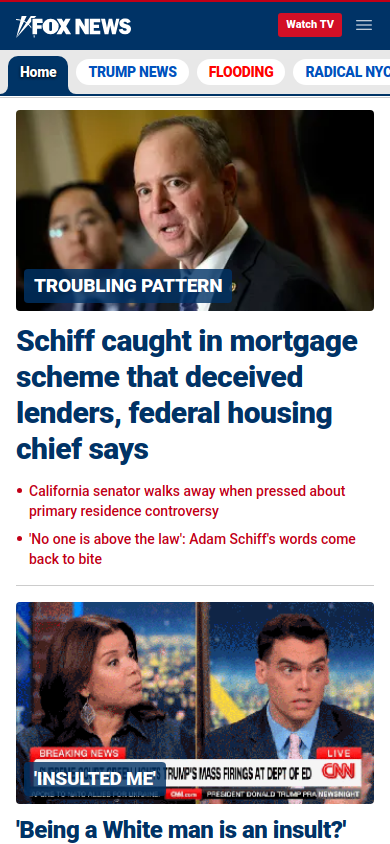 FOX NEWS
Watch TV
Home
TRUMP NEWS
FLOODING
RADICAL NYC
TROUBLING PATTERN
Schiff caught in mortgage
scheme that deceived
lenders, federal housing
chief says
California senator walks away when pressed about
primary residence controversy
'No one is above the law': Adam Schiff's words come
back to bite
BREAKING NEWS
LIVE
TRUMP'S MASS FIRINGS AT DEPT OF ED
CNN
'INSULTED ME'
CNN.com
PRESIDENT DONALD TRUMP PRA
NEWSNIGHT
'Being a White man is an insult?'